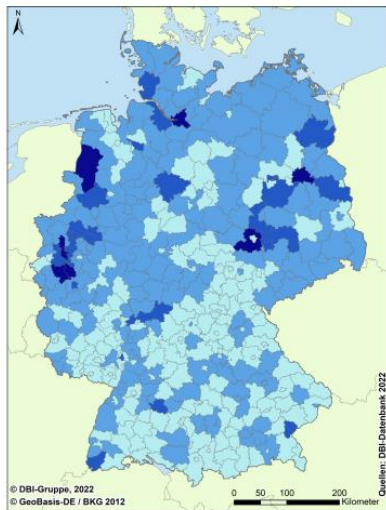 N
Quellen: DBI-Datenbank 2022
© DBI-Gruppe, 2022
© GeoBasis-DE / BKG 2012
0 50 100 200
Kilometer